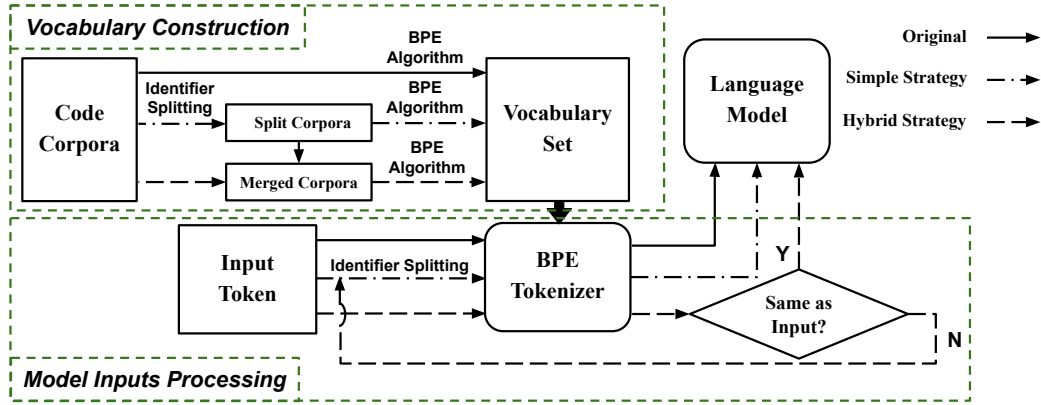 Vocabulary Construction
Code
Corpora
Identifier
Splitting
Split Corpora
Merged Corpora
BPE
Algorithm
BPE
Algorithm
BPE
Algorithm
Vocabulary
Set
Language
Model
Original
Simple Strategy
Hybrid Strategy
Input
Token
Identifier Splitting
BPE
Tokenizer
Y
Same as
Input?
N
Model Inputs Processing